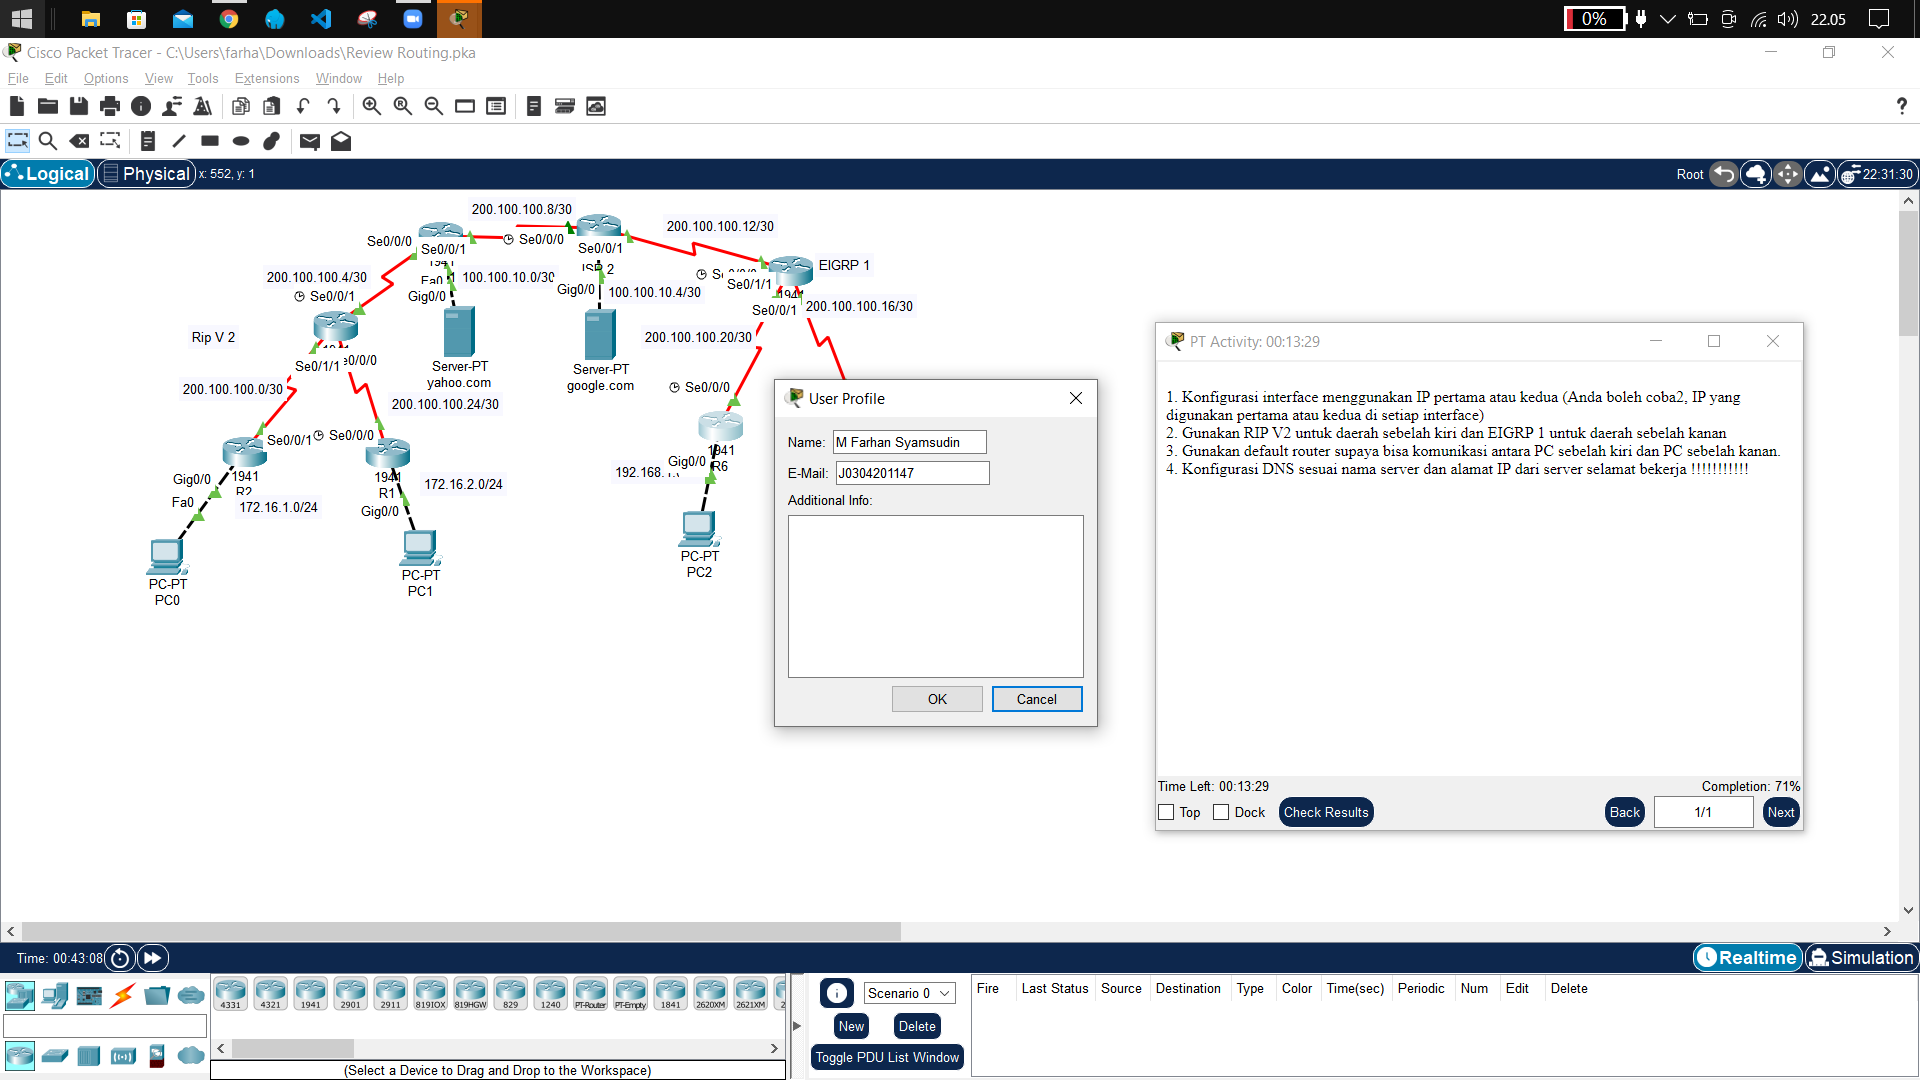 0%
22.05
Cisco Packet Tracer - C:\Users\farha\Downloads\Review Routing.pka
File Edit Options View Tools Extensions Window Help
Logical Physical x: 552, y: 1
Root 22:31:30
200.100.100.8/30
200.100.100.12/30
Se0/0/0
Se0/0/1
Se0/0/0
Se0/0/1
EIGRP 1
200.100.100.4/30
100.100.10.0/30
Se0/0/1
Gig0/0
Gig0/0
100.100.10.4/30
Se0/1/1
Se0/0/1
200.100.100.16/30
Rip V 2
200.100.100.20/30
Se0/1/1
Server-PT
yahoo.com
Server-PT
google.com
200.100.100.0/30
200.100.100.24/30
Se0/0/0
Se0/0/1
Se0/0/0
1941
R2
Gig0/0
Fa0
172.16.1.0/24
1941
R1
172.16.2.0/24
Gig0/0
1941
R6
Gig0/0
192.168.
PC-PT
PC0
PC-PT
PC1
PC-PT
PC2
User Profile
Name: M Farhan Syamsudin
E-Mail: J0304201147
Additional Info:
OK Cancel
PT Activity: 00:13:29
1. Konfigurasi interface menggunakan IP pertama atau kedua (Anda boleh coba2, IP yang
digunakan pertama atau kedua di setiap interface)
2. Gunakan RIP V2 untuk daerah sebelah kiri dan EIGRP 1 untuk daerah sebelah kanan
3. Gunakan default router supaya bisa komunikasi antara PC sebelah kiri dan PC sebelah kanan.
4. Konfigurasi DNS sesuai nama server dan alamat IP dari server selamat bekerja !!!!!!!!!!!
Time Left: 00:13:29 Completion: 71%
Top Dock Check Results Back 1/1 Next
Time: 00:43:08
Realtime Simulation
4331 4321 1941 2901 2911 819IOX 819HGW 829 1240 PT-Router PT-Empty 1841 2620XM 2621XM
(Select a Device to Drag and Drop to the Workspace)
Scenario 0
New Delete
Toggle PDU List Window
Fire Last Status Source Destination Type Color Time(sec) Periodic Num Edit Delete